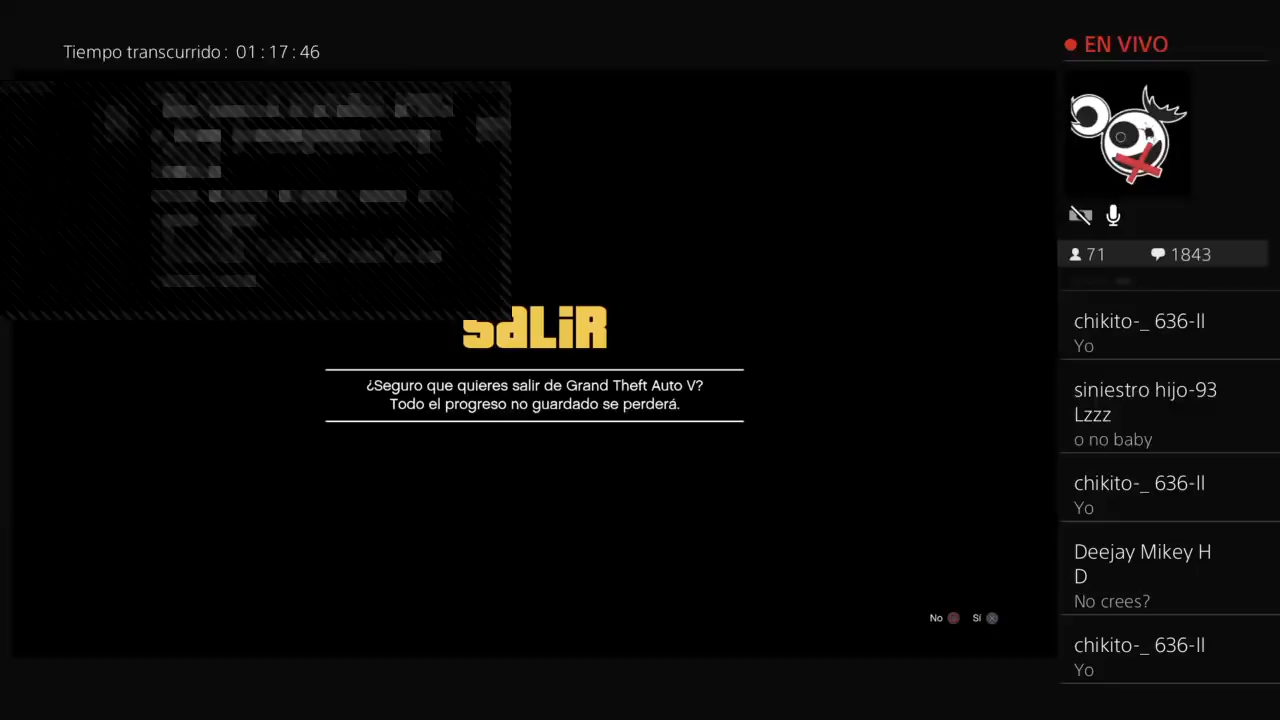 Tiempo transcurrido: 01:17:46
EN VIVO
71
1843
SALIR
¿Seguro que quieres salir de Grand Theft Auto V?
Todo el progreso no guardado se perderá.
No
Sí
chikito-_ 636-ll
Yo
siniestro hijo-93
Lzzz
o no baby
chikito-_ 636-ll
Yo
Deejay Mikey H
D
No crees?
chikito-_ 636-ll
Yo